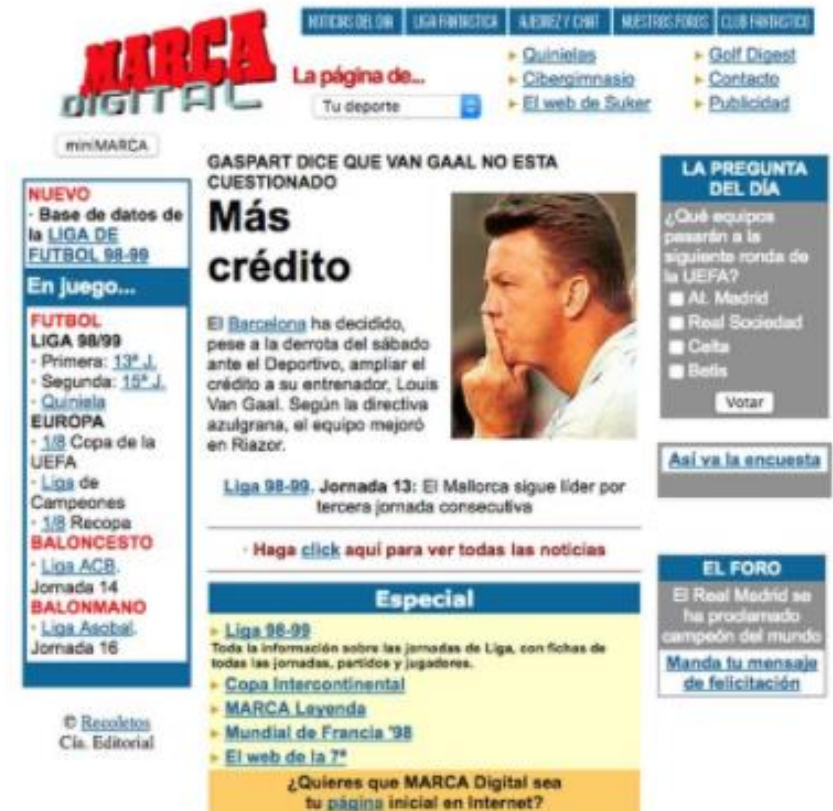 MARCA
DIGITAL
NOTICIAS DEL DIA
LIGA FANTASTICA
AJEDREZ Y CHAT
NUESTROS FOROS
CLUB FANTASTICO
La página de...
Tu deporte
Quinielas
Cibergimnasio
El web de Suker
Golf Digest
Contacto
Publicidad
miniMARCA
NUEVO
· Base de datos de
la LIGA DE
FUTBOL 98-99
En juego...
FUTBOL
LIGA 98/99
· Primera: 13ª J.
· Segunda: 15ª J.
· Quiniela
EUROPA
· 1/8 Copa de la
UEFA
· Liga de
Campeones
· 1/8 Recopa
BALONCESTO
· Liga ACB.
Jornada 14
BALONMANO
· Liga Asobal.
Jornada 16
© Recoletos
Cía. Editorial
GASPART DICE QUE VAN GAAL NO ESTA
CUESTIONADO
Más
crédito
El Barcelona ha decidido,
pese a la derrota del sábado
ante el Deportivo, ampliar el
crédito a su entrenador, Louis
Van Gaal. Según la directiva
azulgrana, el equipo mejoró
en Riazor.
Liga 98-99. Jornada 13: El Mallorca sigue líder por
tercera jornada consecutiva
· Haga click aquí para ver todas las noticias
Especial
Liga 98-99
Toda la información sobre las jornadas de Liga, con fichas de
todas las jornadas, partidos y jugadores.
Copa Intercontinental
MARCA Leyenda
Mundial de Francia '98
El web de la 7ª
¿Quieres que MARCA Digital sea
tu página inicial en Internet?
LA PREGUNTA
DEL DÍA
¿Qué equipos
pasarán a la
siguiente ronda de
la UEFA?
At. Madrid
Real Sociedad
Celta
Betis
Votar
Así va la encuesta
EL FORO
El Real Madrid se
ha proclamado
campeón del mundo
Manda tu mensaje
de felicitación